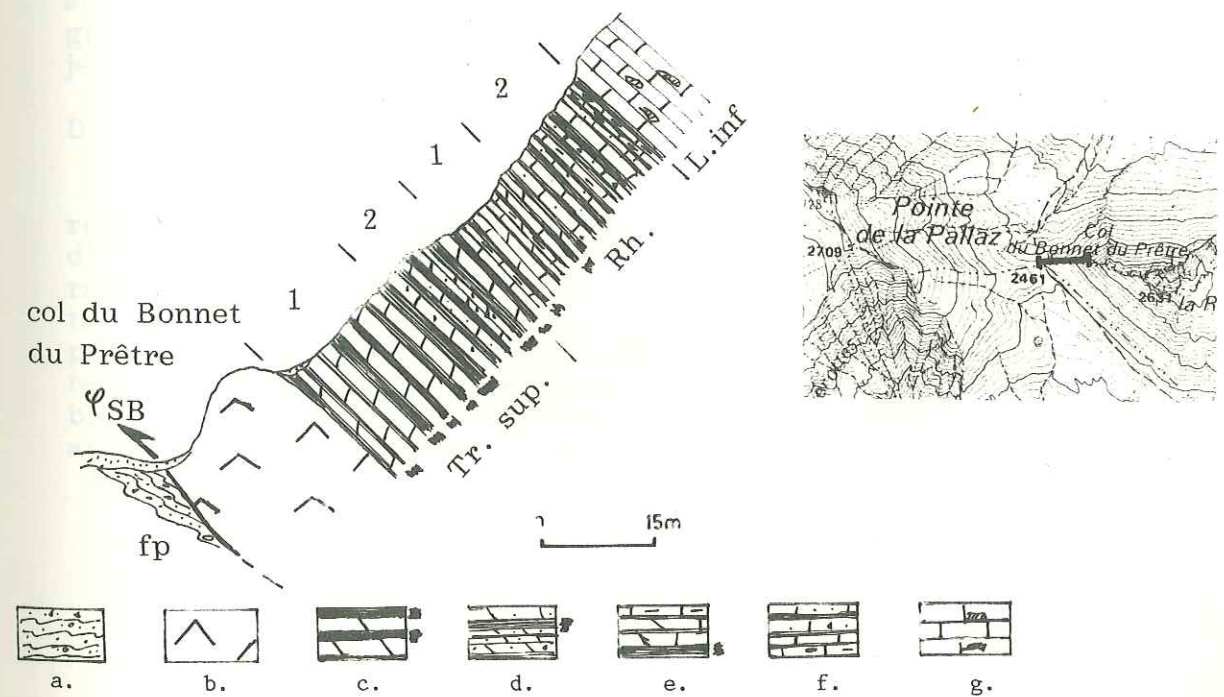 2
1
2
1
L.inf
Rh.
Tr. sup.
col du Bonnet
du Prêtre
φSB
fp
15m
Pointe
de la Pallaz
Col
du Bonnet du Prêtre
2709
2461
2631
la R
a.
b.
c.
d.
e.
f.
g.